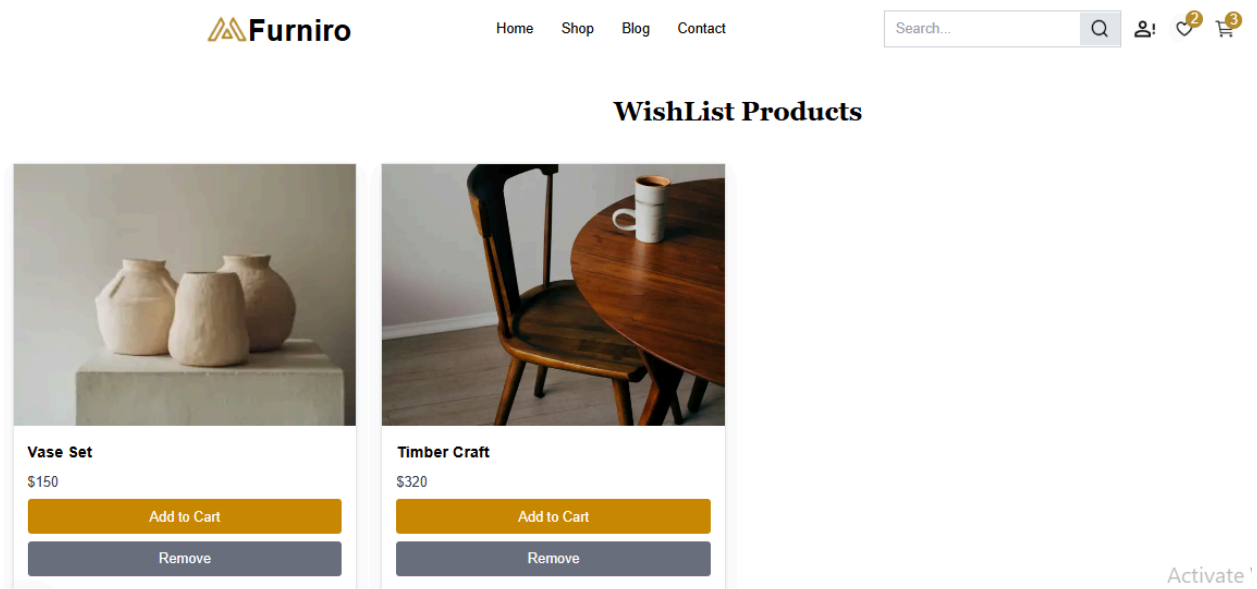 Furniro
Home Shop Blog Contact
Search...
2
3
WishList Products
Vase Set
$150
Add to Cart
Remove
Timber Craft
$320
Add to Cart
Remove
Activate